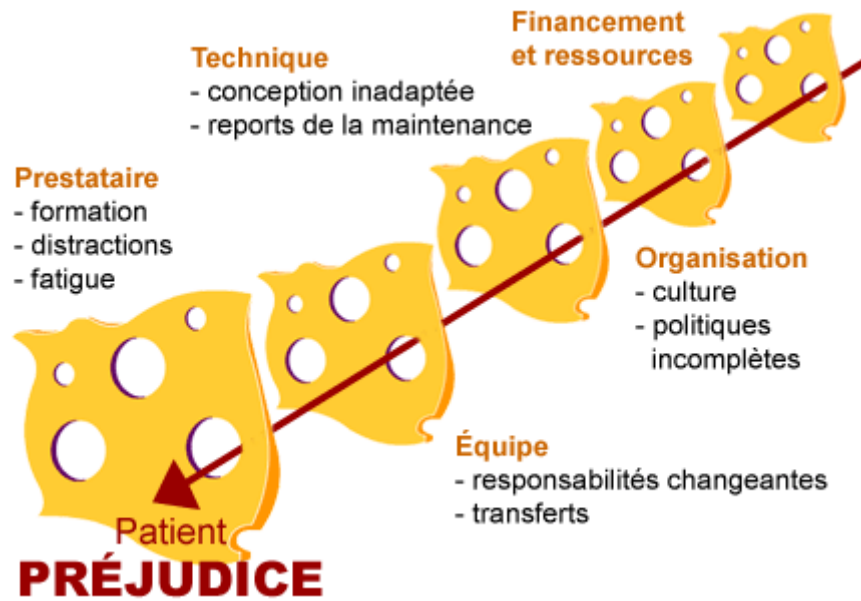 Financement
et ressources
Technique
- conception inadaptée
- reports de la maintenance
Prestataire
- formation
- distractions
- fatigue
Organisation
- culture
- politiques
incomplètes
Équipe
- responsabilités changeantes
- transferts
Patient
PRÉJUDICE